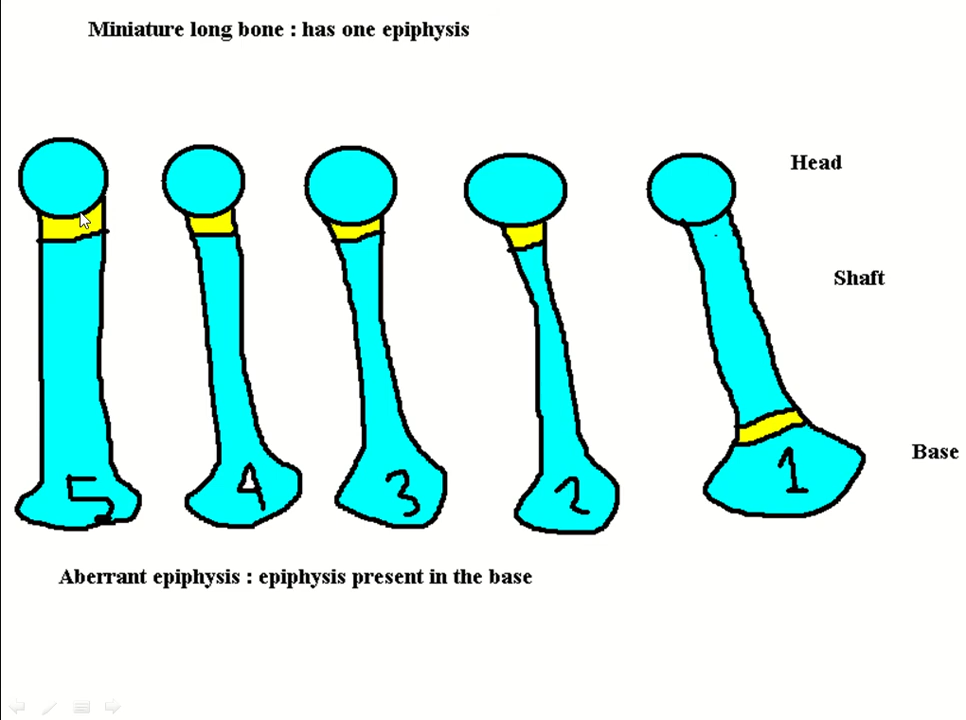 Miniature long bone : has one epiphysis
Head
Shaft
Base
5 4 3 2 1
Aberrant epiphysis : epiphysis present in the base